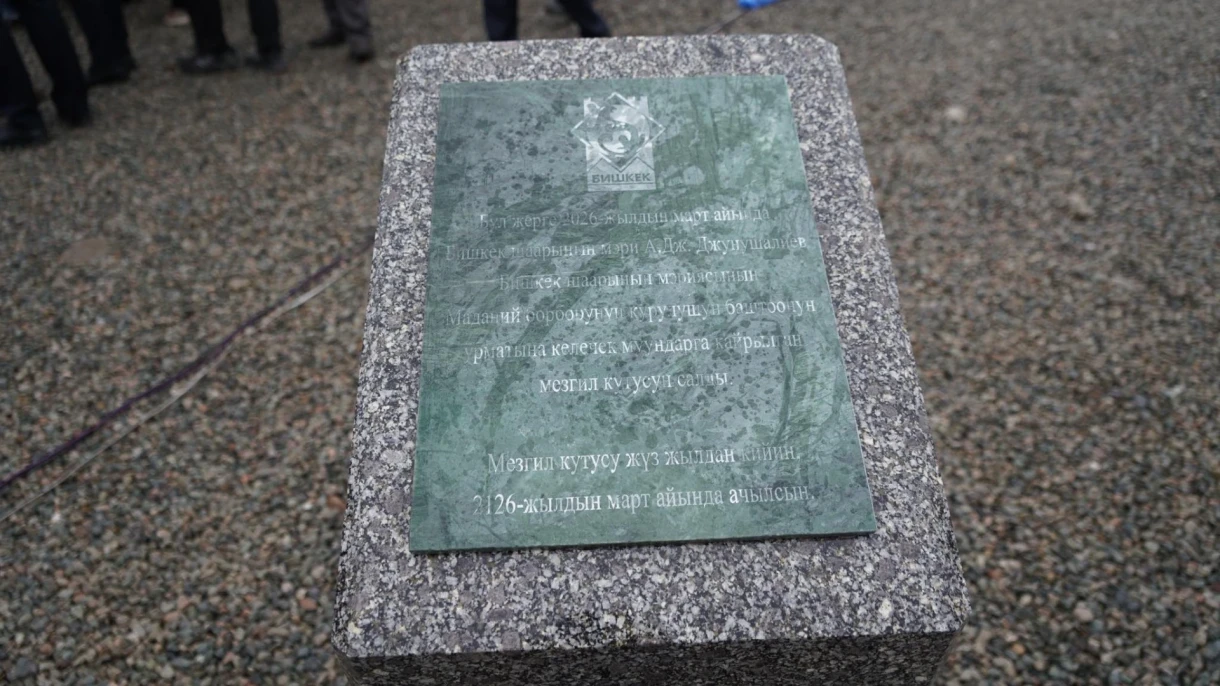 БИШКЕК
Бул жерге 2026-жылдын март айында
Бишкек шаарынын мэри А.Дж. Джунушалиев
Бишкек шаарынын мэриясынын
Маданий борборунун курулушун баштоонун
урматына келечек муундарга кайрылган
мезгил кутусун салды.
Мезгил кутусу жүз жылдан кийин,
2126-жылдын март айында ачылсын.